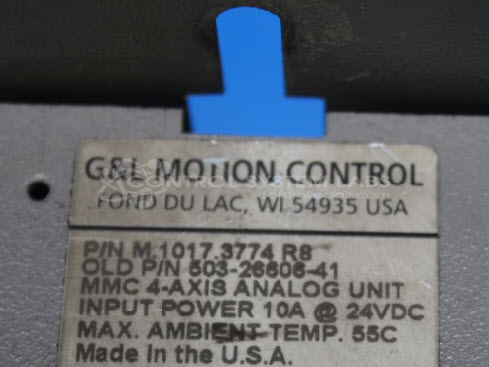 G&L MOTION CONTROL
FOND DU LAC, WI 54935 USA
P/N M.1017.3774 R8
OLD P/N 503-26606-41
MMC 4-AXIS ANALOG UNIT
INPUT POWER 10A @ 24VDC
MAX. AMBIENT TEMP. 55C
Made in the U.S.A.